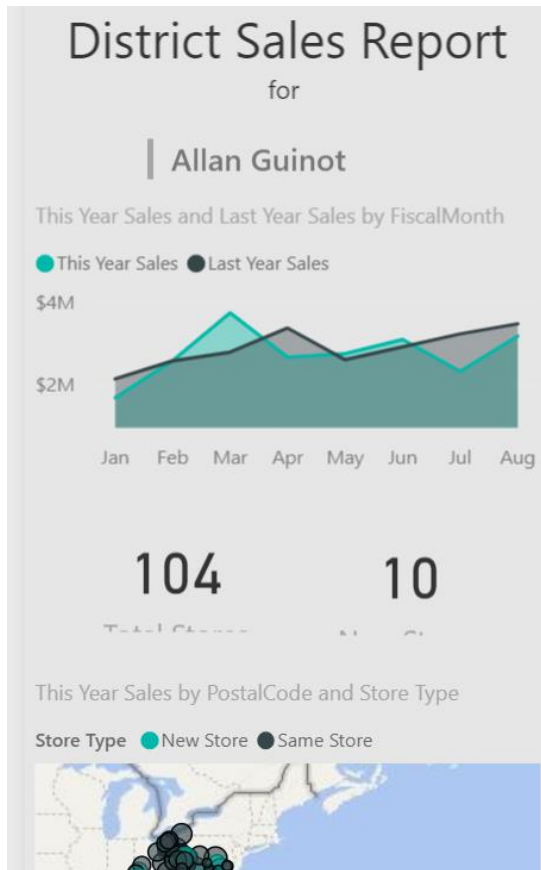 District Sales Report
for
Allan Guinot
This Year Sales and Last Year Sales by FiscalMonth
This Year Sales Last Year Sales
$4M
$2M
Jan Feb Mar Apr May Jun Jul Aug
104 10
Total Stores
This Year Sales by PostalCode and Store Type
Store Type New Store Same Store